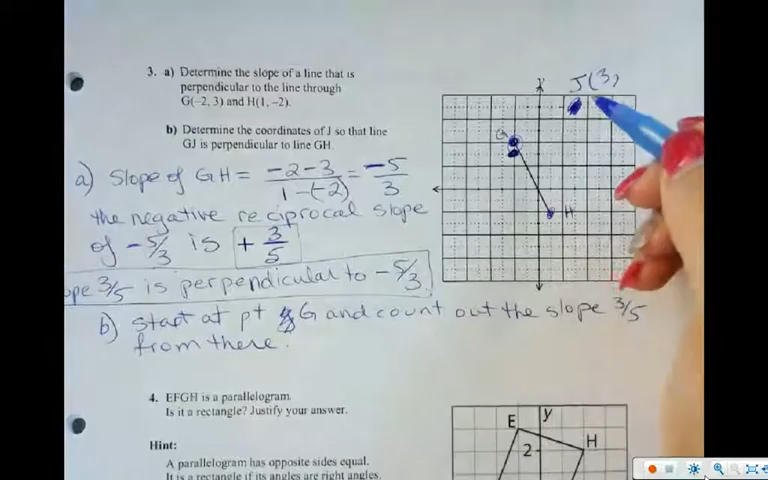 3. a) Determine the slope of a line that is
perpendicular to the line through
G(−2, 3) and H(1, −2).
b) Determine the coordinates of J so that line
GJ is perpendicular to line GH.
J(3,
G
H
a) Slope of GH = -2-3 / 1-(-2) = -5/3
the negative reciprocal slope
of -5/3 is + 3/5
ope 3/5 is perpendicular to -5/3
b) start at pt G and count out the slope 3/5
from there.
4. EFGH is a parallelogram.
Is it a rectangle? Justify your answer.
Hint:
A parallelogram has opposite sides equal.
It is a rectangle if its angles are right angles.
E y
H
2